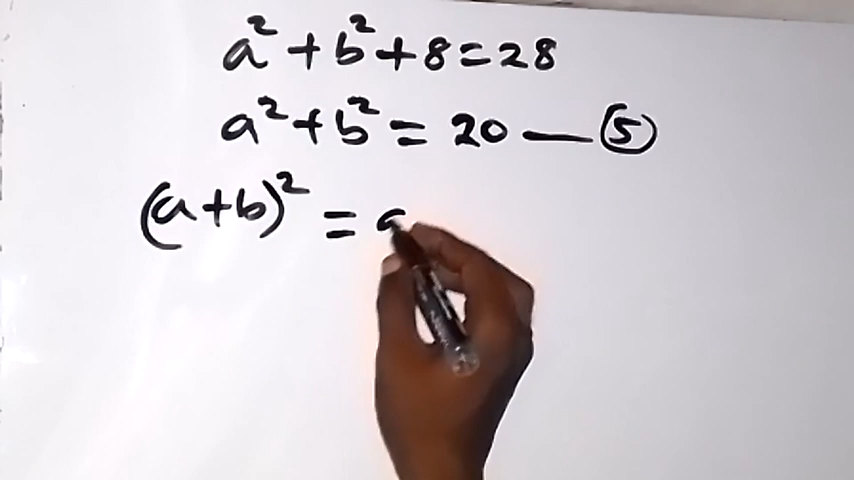 a² + b² + 8 = 28
a² + b² = 20 — ⑤
(a + b)² = a